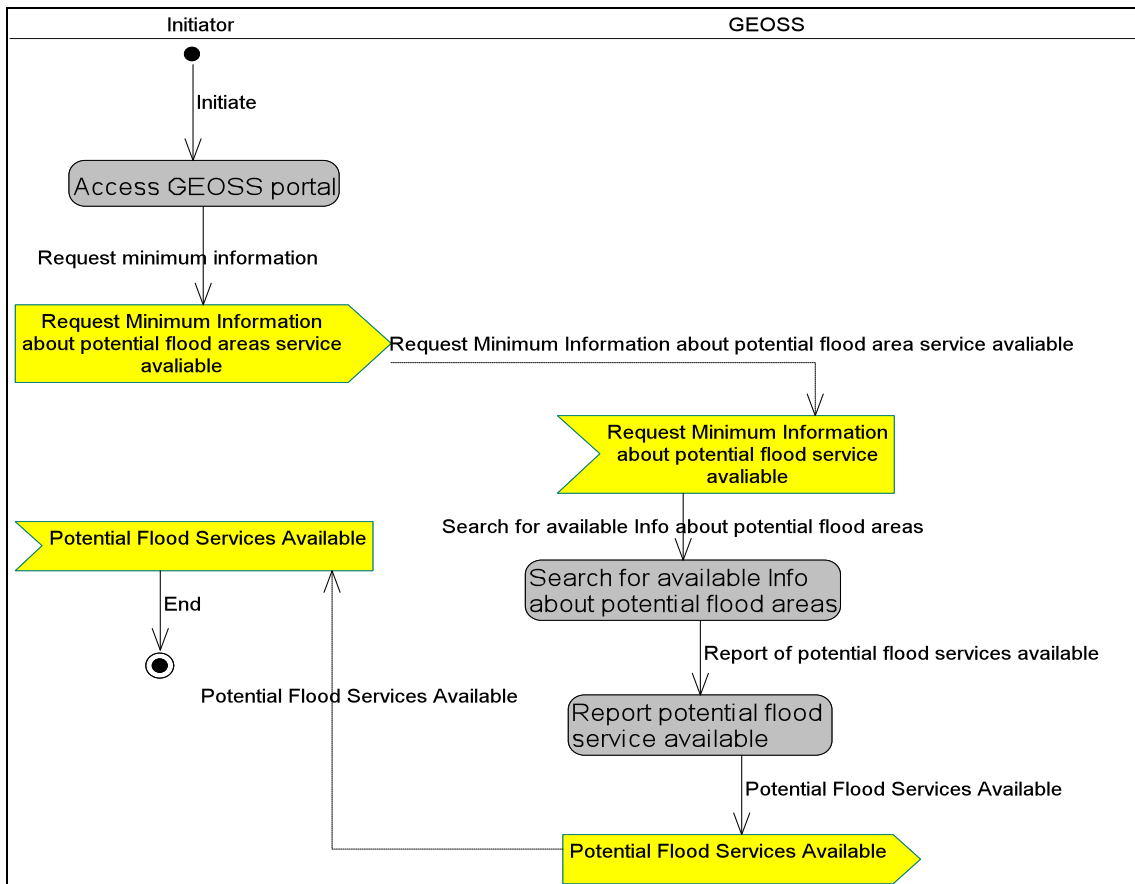 Initiator
GEOSS
Initiate
Access GEOSS portal
Request minimum information
Request Minimum Information
about potential flood areas service
avaliable
Request Minimum Information about potential flood area service avaliable
Request Minimum Information
about potential flood service
avaliable
Search for available Info about potential flood areas
Potential Flood Services Available
Search for available Info
about potential flood areas
End
Report of potential flood services available
Potential Flood Services Available
Report potential flood
service available
Potential Flood Services Available
Potential Flood Services Available